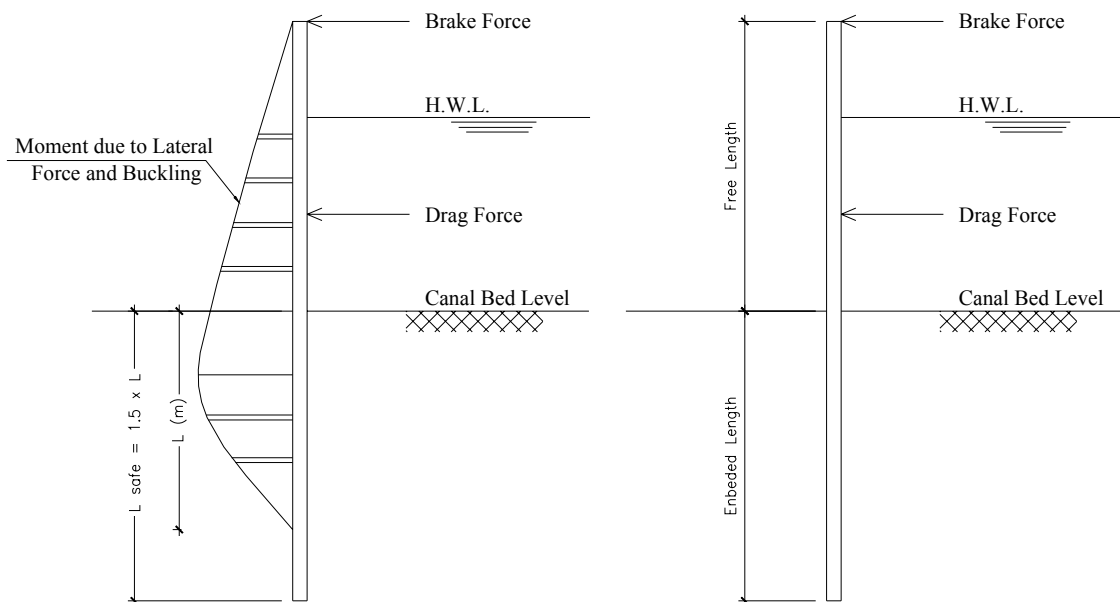 Brake Force
H.W.L.
Moment due to Lateral
Force and Buckling
Drag Force
Canal Bed Level
L safe = 1.5 x L
L (m)
Brake Force
H.W.L.
Free Length
Drag Force
Canal Bed Level
Enbeded Length